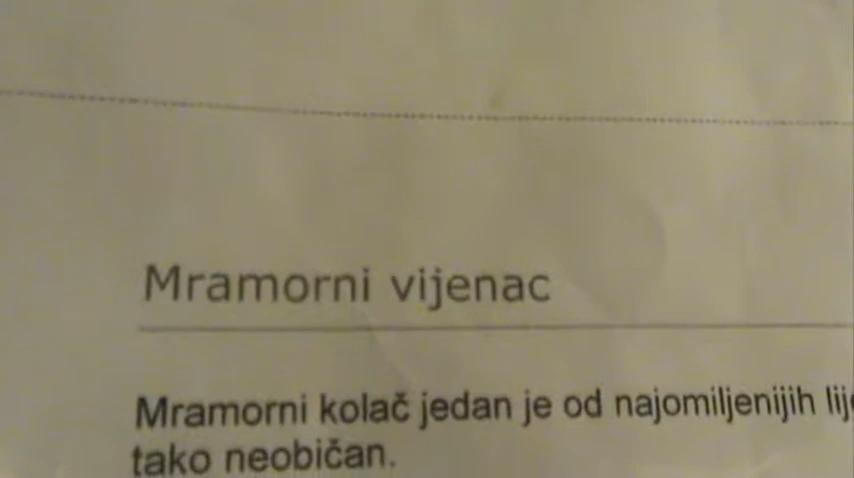 Mramorni vijenac
Mramorni kolač jedan je od najomiljenijih
tako neobičan.